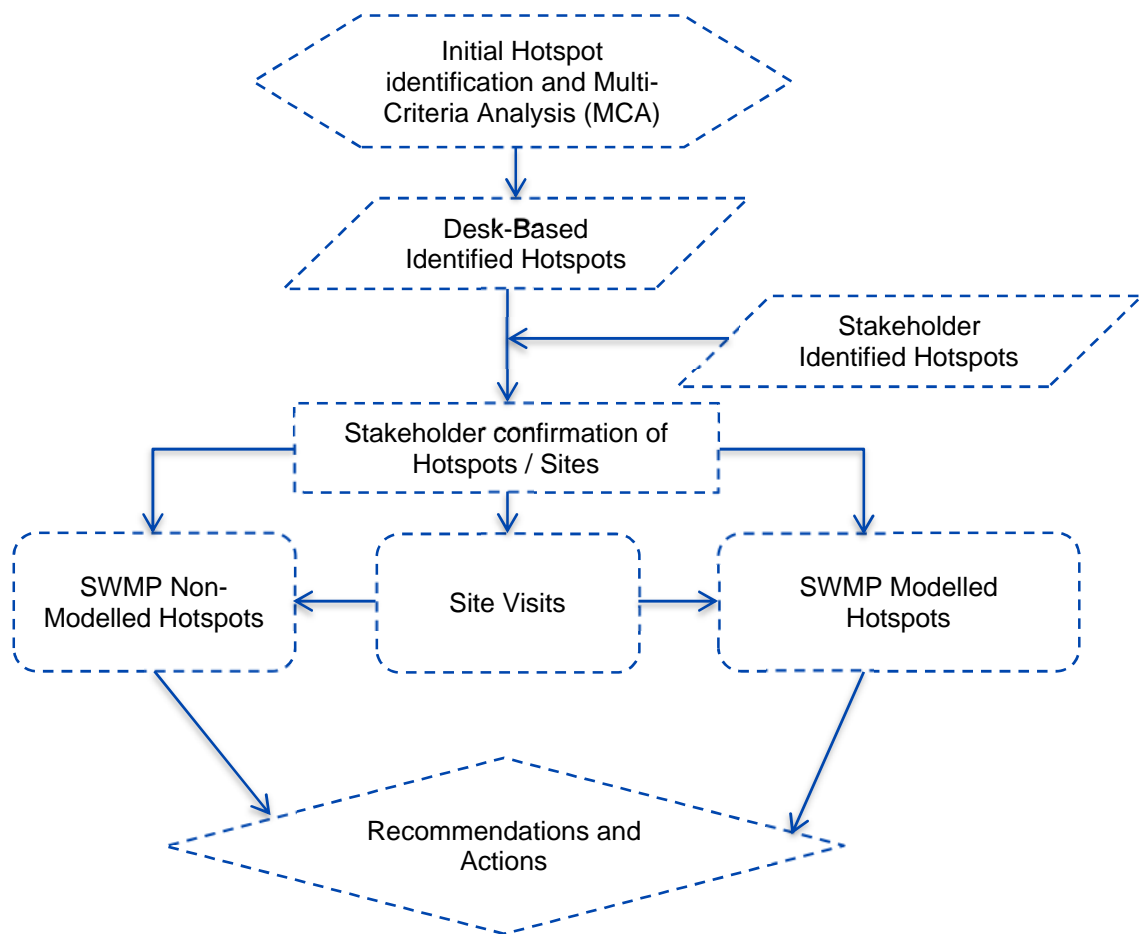 Initial Hotspot
identification and Multi-
Criteria Analysis (MCA)
Desk-Based
Identified Hotspots
Stakeholder
Identified Hotspots
Stakeholder confirmation of
Hotspots / Sites
SWMP Non-
Modelled Hotspots
Site Visits
SWMP Modelled
Hotspots
Recommendations and
Actions